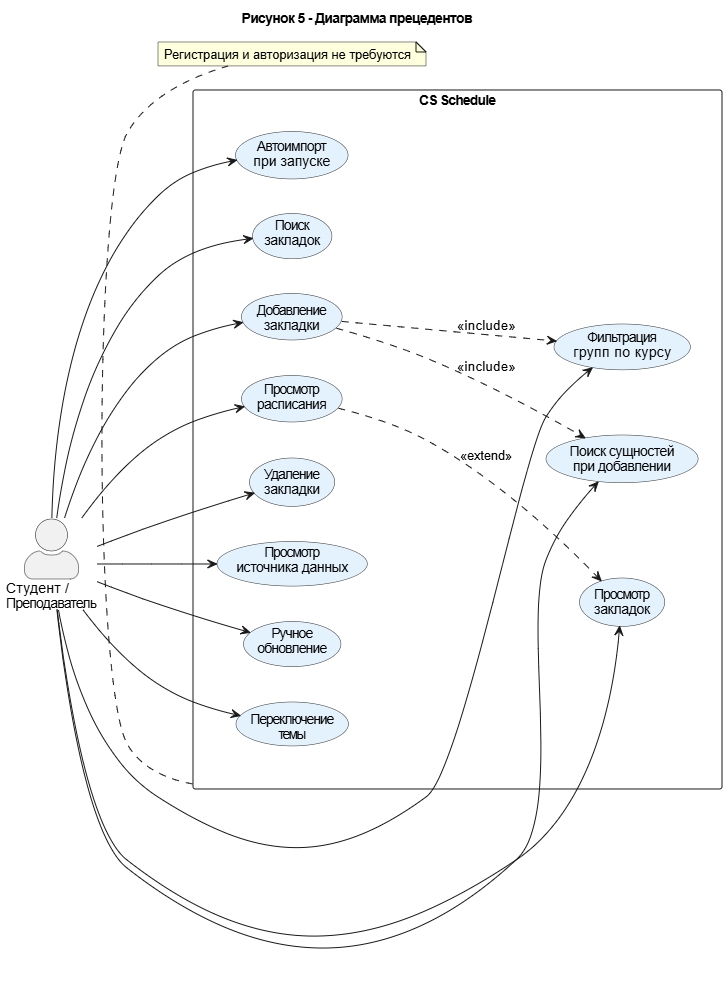 Рисунок 5 - Диаграмма прецедентов
Регистрация и авторизация не требуются
CS Schedule
Автоимпорт
при запуске
Поиск
закладок
Добавление
закладки
«include»
Фильтрация
групп по курсу
«include»
Просмотр
расписания
«extend»
Поиск сущностей
при добавлении
Удаление
закладки
Просмотр
источника данных
Студент /
Преподаватель
Просмотр
закладок
Ручное
обновление
Переключение
темы